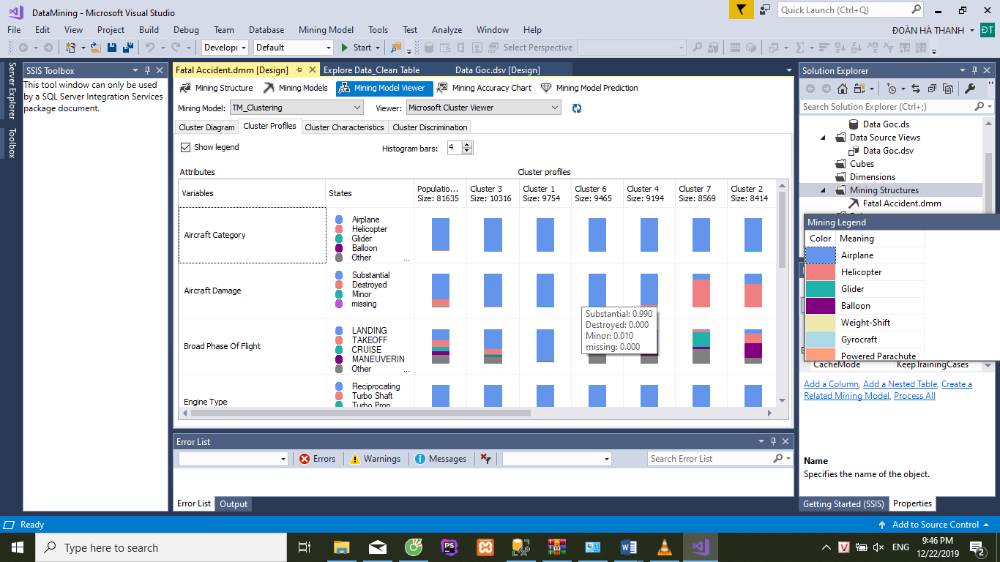 DataMining - Microsoft Visual Studio
Quick Launch (Ctrl+Q)
File Edit View Project Build Debug Team Database Mining Model Tools Test Analyze Window Help
ĐOÀN HÀ THANH ĐT
Develop Default Start Select Perspective
Server Explorer
Toolbox
SSIS Toolbox
This tool window can only be used
by a SQL Server Integration Services
package document.
Fatal Accident.dmm [Design] Explore Data_Clean Table Data Goc.dsv [Design]
Mining Structure Mining Models Mining Model Viewer Mining Accuracy Chart Mining Model Prediction
Mining Model: TM_Clustering Viewer: Microsoft Cluster Viewer
Cluster Diagram Cluster Profiles Cluster Characteristics Cluster Discrimination
Show legend Histogram bars: 4
Attributes Cluster profiles
Variables States
Populatio... Cluster 3 Cluster 1 Cluster 6 Cluster 4 Cluster 7 Cluster 2
Size: 81635 Size: 10316 Size: 9754 Size: 9465 Size: 9194 Size: 8569 Size: 8414
Aircraft Category
Airplane
Helicopter
Glider
Balloon
Other ...
Aircraft Damage
Substantial
Destroyed
Minor
missing
Broad Phase Of Flight
LANDING
TAKEOFF
CRUISE
MANEUVERIN
Other ...
Engine Type
Reciprocating
Turbo Shaft
Turbo Prop
Substantial: 0.990
Destroyed: 0.000
Minor: 0.010
missing: 0.000
Error List
Errors Warnings Messages Search Error List
Error List Output
Solution Explorer
Search Solution Explorer (Ctrl+;)
Data Goc.ds
Data Source Views
Data Goc.dsv
Cubes
Dimensions
Mining Structures
Fatal Accident.dmm
Mining Legend
Color Meaning
Airplane
Helicopter
Glider
Balloon
Weight-Shift
Gyrocraft
Powered Parachute
CacheMode KeepTrainingCases
Add a Column, Add a Nested Table, Create a
Related Mining Model, Process All
Name
Specifies the name of the object.
Getting Started (SSIS) Properties
Ready Add to Source Control
Type here to search
ENG
9:46 PM
12/22/2019
2